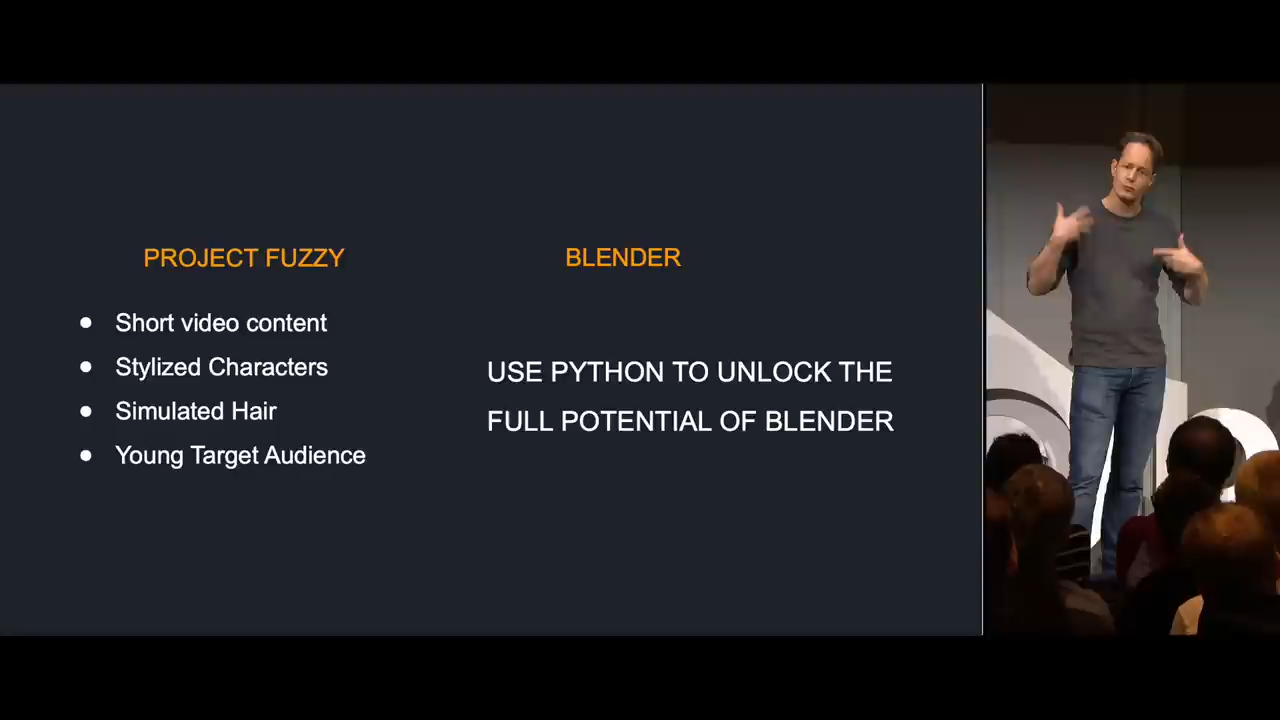 PROJECT FUZZY
● Short video content
● Stylized Characters
● Simulated Hair
● Young Target Audience
BLENDER
USE PYTHON TO UNLOCK THE
FULL POTENTIAL OF BLENDER